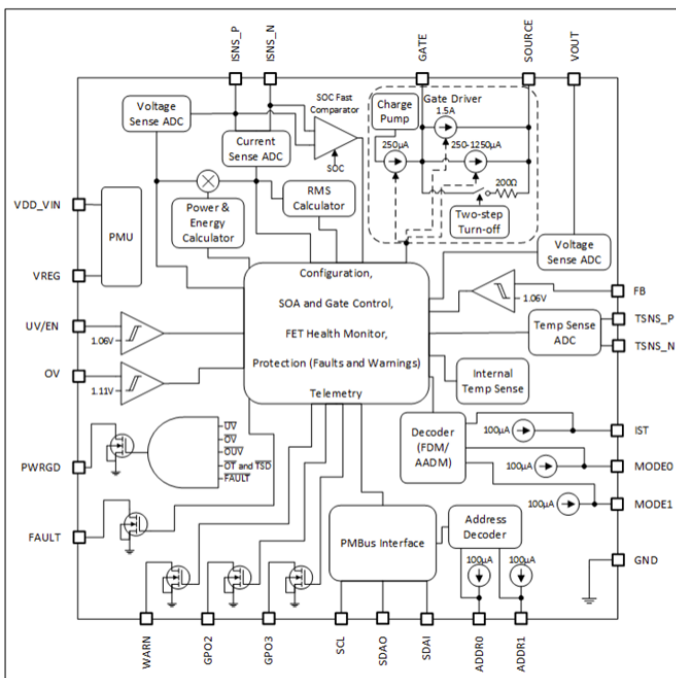 ISNS_P
ISNS_N
GATE
SOURCE
VOUT
Voltage
Sense ADC
Current
Sense ADC
SOC Fast
Comparator
SOC
Gate Driver
Charge
Pump
1.5A
250µA
250-1250µA
200Ω
Two-step
Turn-off
RMS
Calculator
Power &
Energy
Calculator
VDD_VIN
PMU
VREG
Voltage
Sense ADC
Configuration,
SOA and Gate Control,
FET Health Monitor,
Protection (Faults and Warnings)
Telemetry
FB
1.06V
UV/EN
1.06V
TSNS_P
Temp Sense
ADC
TSNS_N
OV
1.11V
Internal
Temp Sense
IST
100µA
Decoder
(FDM/
AADM)
MODE0
100µA
MODE1
100µA
PWRGD
UV
OV
OUV
OT and TSD
FAULT
FAULT
PMBus Interface
Address
Decoder
100µA
100µA
GND
WARN
GPO2
GPO3
SCL
SDAO
SDAI
ADDR0
ADDR1